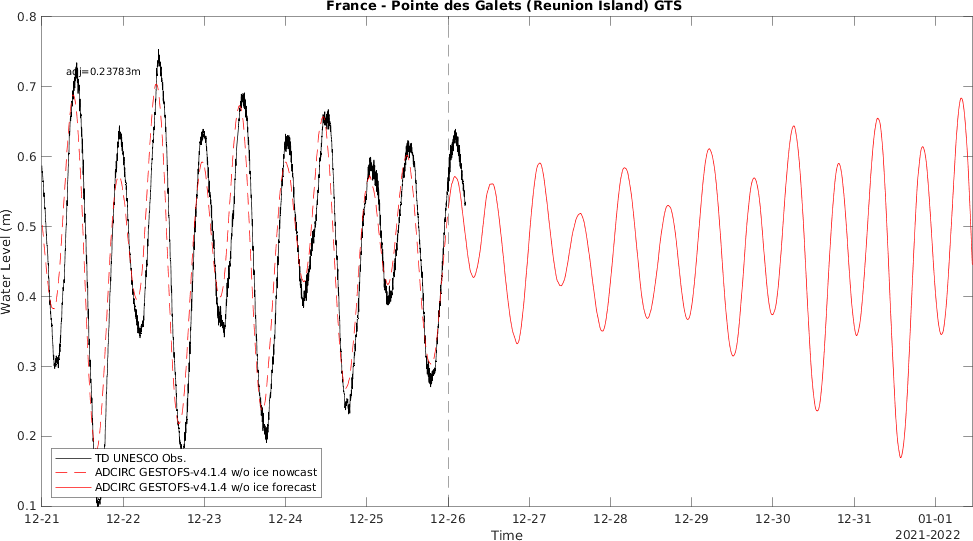 France - Pointe des Galets (Reunion Island) GTS
0.8
0.7
0.6
0.5
0.4
0.3
0.2
0.1
Water Level (m)
adj=0.23783m
TD UNESCO Obs.
ADCIRC GESTOFS-v4.1.4 w/o ice nowcast
ADCIRC GESTOFS-v4.1.4 w/o ice forecast
12-21 12-22 12-23 12-24 12-25 12-26 12-27 12-28 12-29 12-30 12-31 01-01
Time
2021-2022